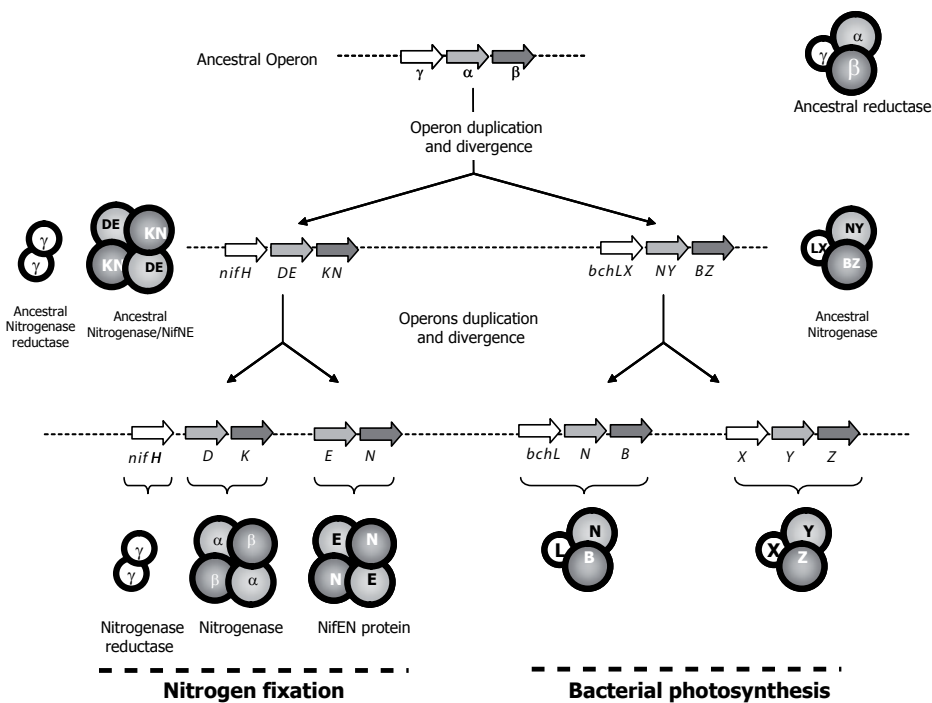 Ancestral Operon
γ α β
γ
α
β
Ancestral reductase
Operon duplication
and divergence
γ
γ
DE
KN
KN
DE
nifH DE KN
bchLX NY BZ
LX
NY
BZ
Ancestral
Nitrogenase
reductase
Ancestral
Nitrogenase/NifNE
Operons duplication
and divergence
Ancestral
Nitrogenase
nifH D K E N bchL N B X Y Z
γ
γ
α
β
β
α
E
N
N
E
L
N
B
X
Y
Z
Nitrogenase
reductase
Nitrogenase
NifEN protein
Nitrogen fixation
Bacterial photosynthesis